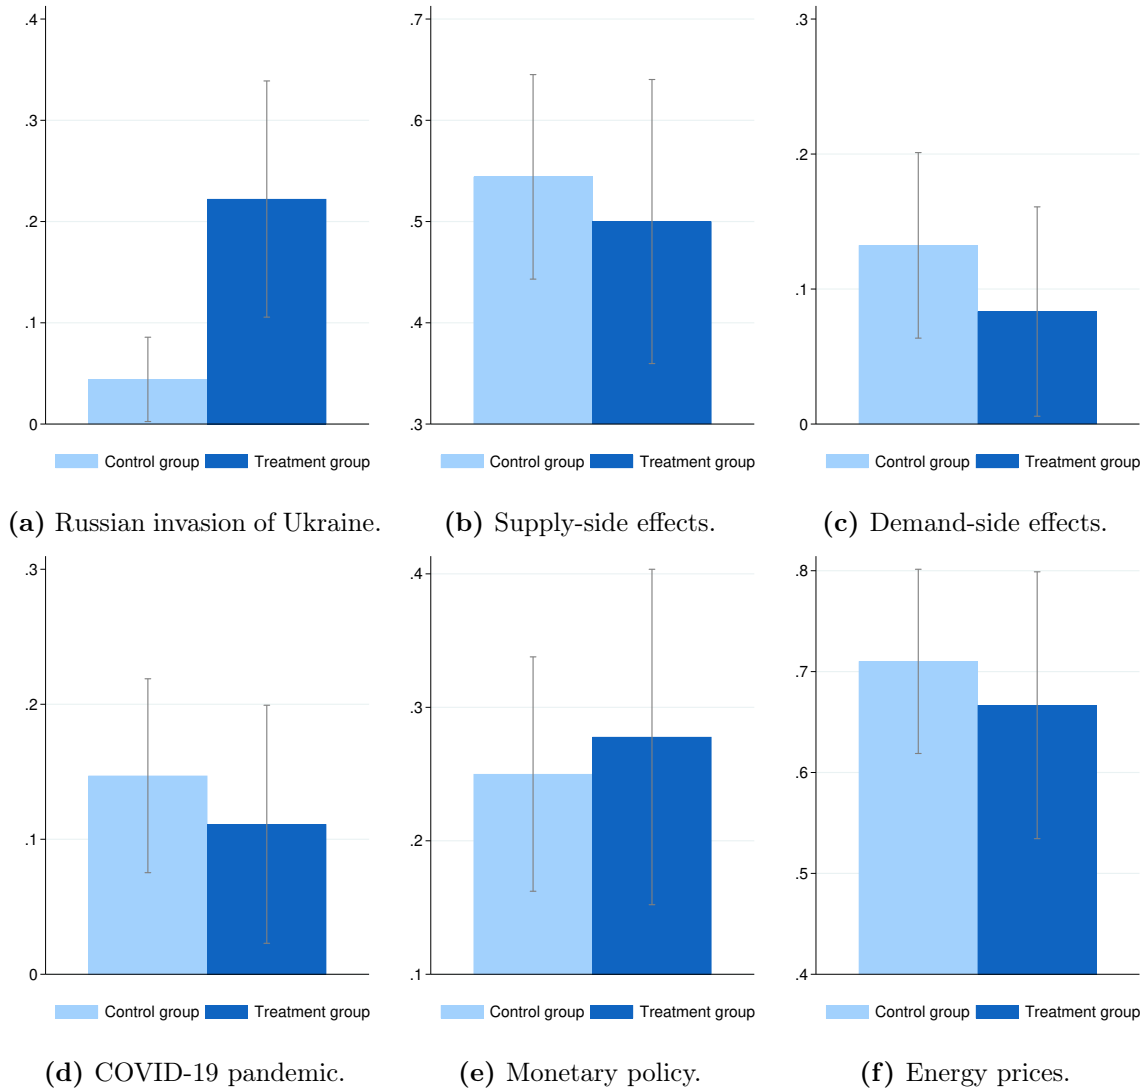 .4
.3
.2
.1
0
Control group Treatment group
(a) Russian invasion of Ukraine.
.7
.6
.5
.4
.3
Control group Treatment group
(b) Supply-side effects.
.3
.2
.1
0
Control group Treatment group
(c) Demand-side effects.
.3
.2
.1
0
Control group Treatment group
(d) COVID-19 pandemic.
.4
.3
.2
.1
Control group Treatment group
(e) Monetary policy.
.8
.7
.6
.5
.4
Control group Treatment group
(f) Energy prices.